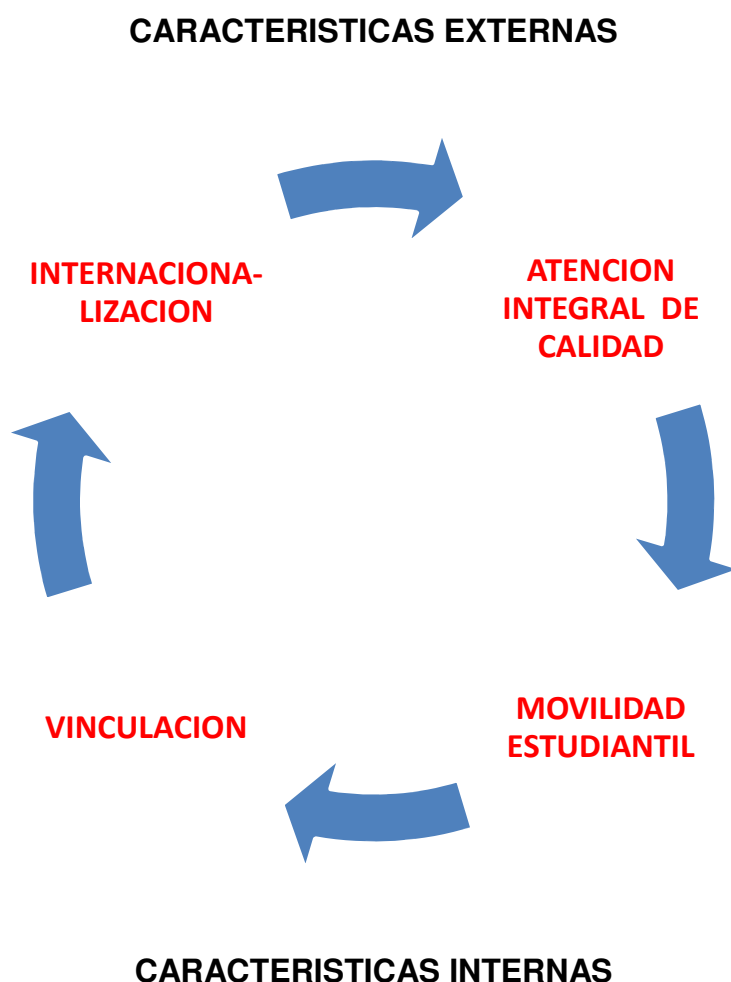 CARACTERISTICAS EXTERNAS
INTERNACIONA-
LIZACION
ATENCION
INTEGRAL DE
CALIDAD
VINCULACION
MOVILIDAD
ESTUDIANTIL
CARACTERISTICAS INTERNAS